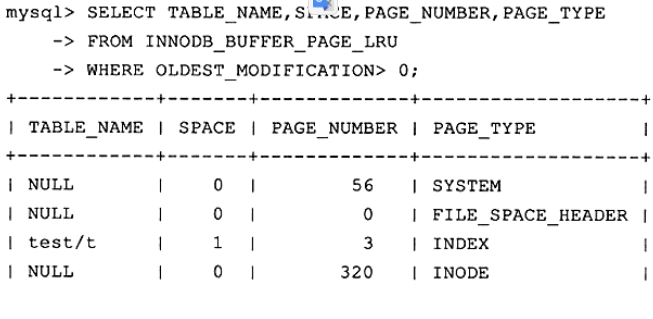 mysql> SELECT TABLE_NAME,SPACE,PAGE_NUMBER,PAGE_TYPE
    -> FROM INNODB_BUFFER_PAGE_LRU
    -> WHERE OLDEST_MODIFICATION> 0;
+------------+-------+-------------+-------------------+
| TABLE_NAME | SPACE | PAGE_NUMBER | PAGE_TYPE         |
+------------+-------+-------------+-------------------+
| NULL       |     0 |          56 | SYSTEM            |
| NULL       |     0 |           0 | FILE_SPACE_HEADER |
| test/t     |     1 |           3 | INDEX             |
| NULL       |     0 |         320 | INODE             |